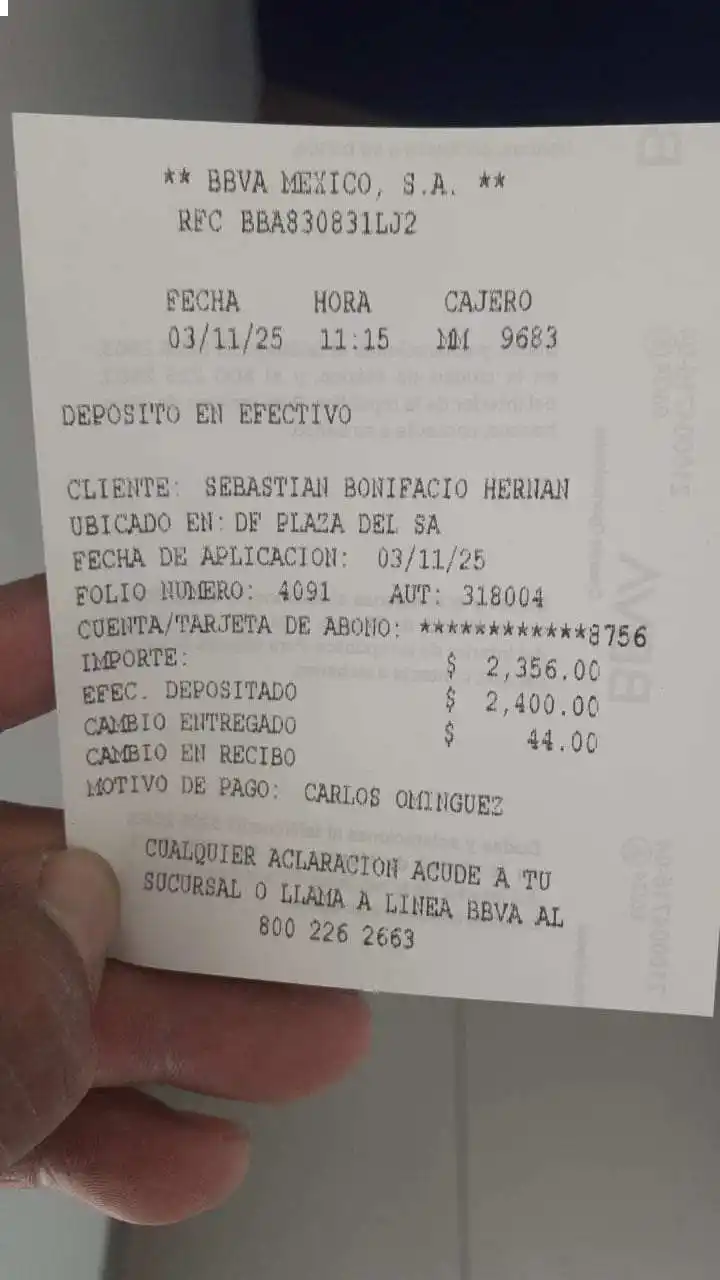 ** BBVA MEXICO, S.A. **
RFC BBA830831LJ2
FECHA HORA CAJERO
03/11/25 11:15 MM 9683
DEPOSITO EN EFECTIVO
CLIENTE: SEBASTIAN BONIFACIO HERNAN
UBICADO EN: DF PLAZA DEL SA
FECHA DE APLICACION: 03/11/25
FOLIO NUMERO: 4091 AUT: 318004
CUENTA/TARJETA DE ABONO: ************8756
IMPORTE: $ 2,356.00
EFEC. DEPOSITADO $ 2,400.00
CAMBIO ENTREGADO $ 44.00
CAMBIO EN RECIBO
MOTIVO DE PAGO: CARLOS OMINGUEZ
CUALQUIER ACLARACION ACUDE A TU
SUCURSAL O LLAMA A LINEA BBVA AL
800 226 2663
BBVA